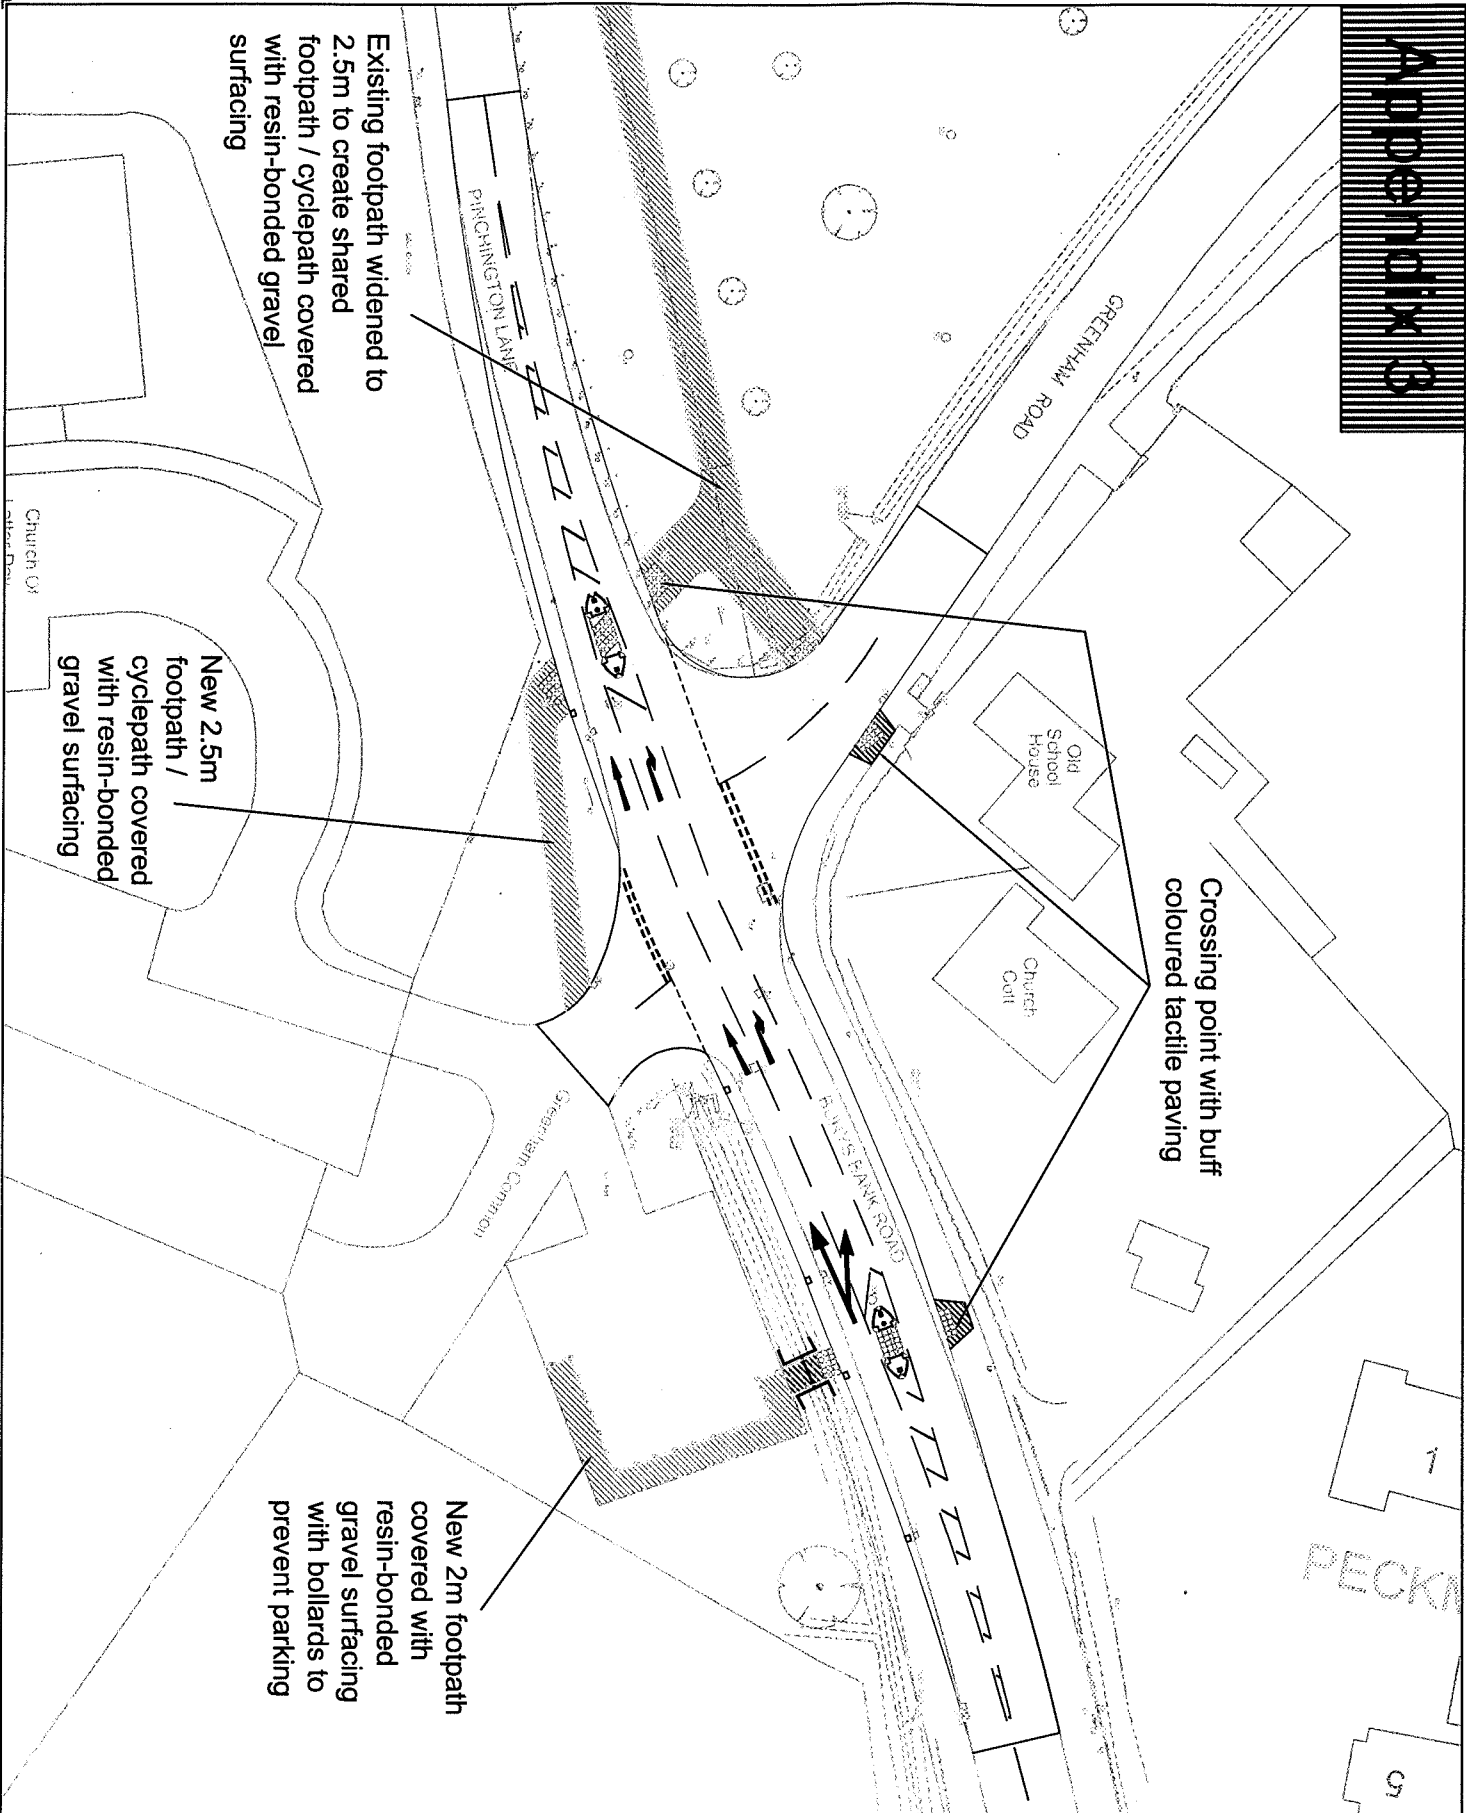 Appendix 3
Existing footpath widened to
2.5m to create shared
footpath / cyclepath covered
with resin-bonded gravel
surfacing
PINCHINGTON LANE
GREENHAM ROAD
Old
School
House
Church
Cott
Crossing point with buff
coloured tactile paving
BURYS BANK ROAD
Church Of
New 2.5m
footpath /
cyclepath covered
with resin-bonded
gravel surfacing
Greenham Common
New 2m footpath
covered with
resin-bonded
gravel surfacing
with bollards to
prevent parking
1
PECKM
5